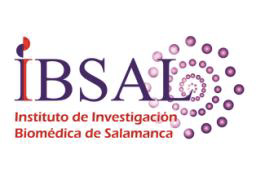 iBSAL
Instituto de Investigación
Biomédica de Salamanca